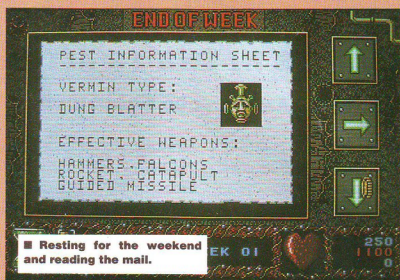 END OF WEEK
PEST INFORMATION SHEET
VERMIN TYPE:
DUNG BLATTER
EFFECTIVE WEAPONS:
HAMMERS.FALCONS
ROCKET. CATAPULT
GUIDED MISSILE
■ Resting for the weekend
and reading the mail.
EEK 01
250
1100
0